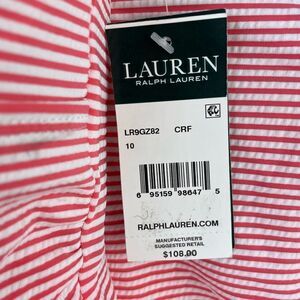 LAUREN
RALPH LAUREN
LR9GZ82 CRF
10
6 95159 98647 5
RALPHLAUREN.COM
MANUFACTURER'S
SUGGESTED RETAIL
$108.00